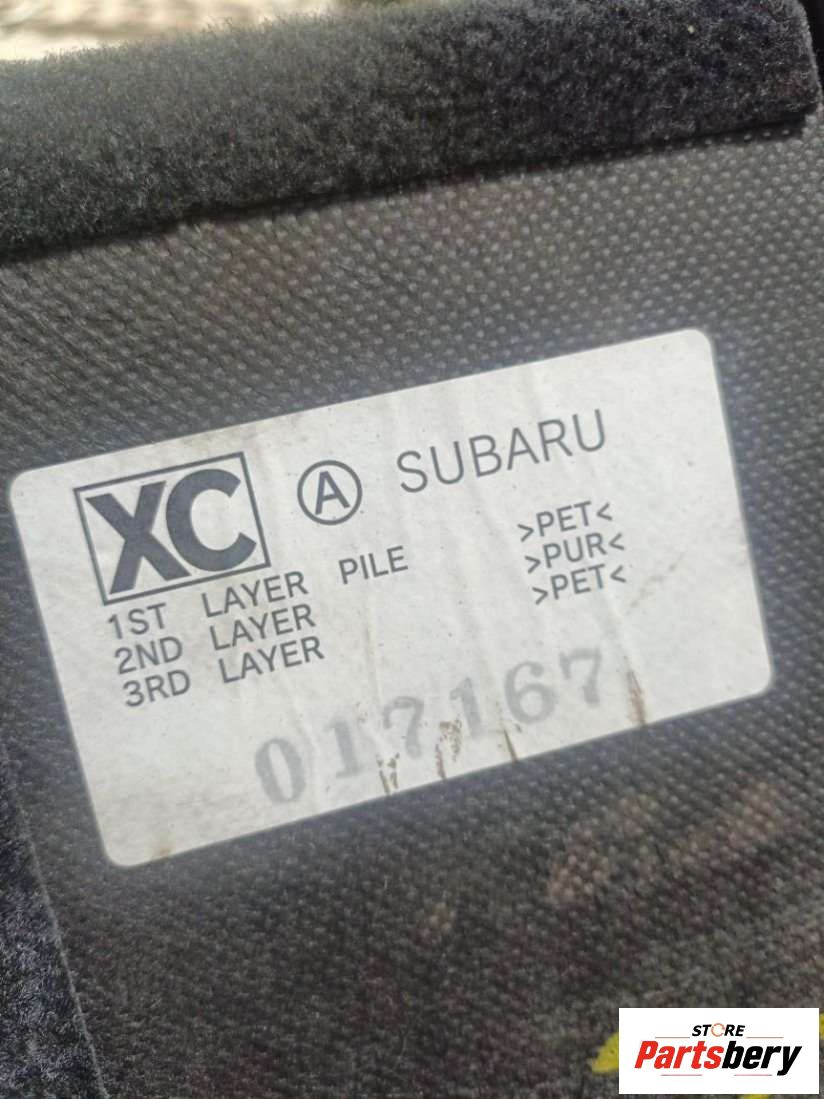 XC Ⓐ SUBARU
1ST LAYER PILE >PET<
2ND LAYER >PUR<
3RD LAYER >PET<
017167
STORE
Partsbery